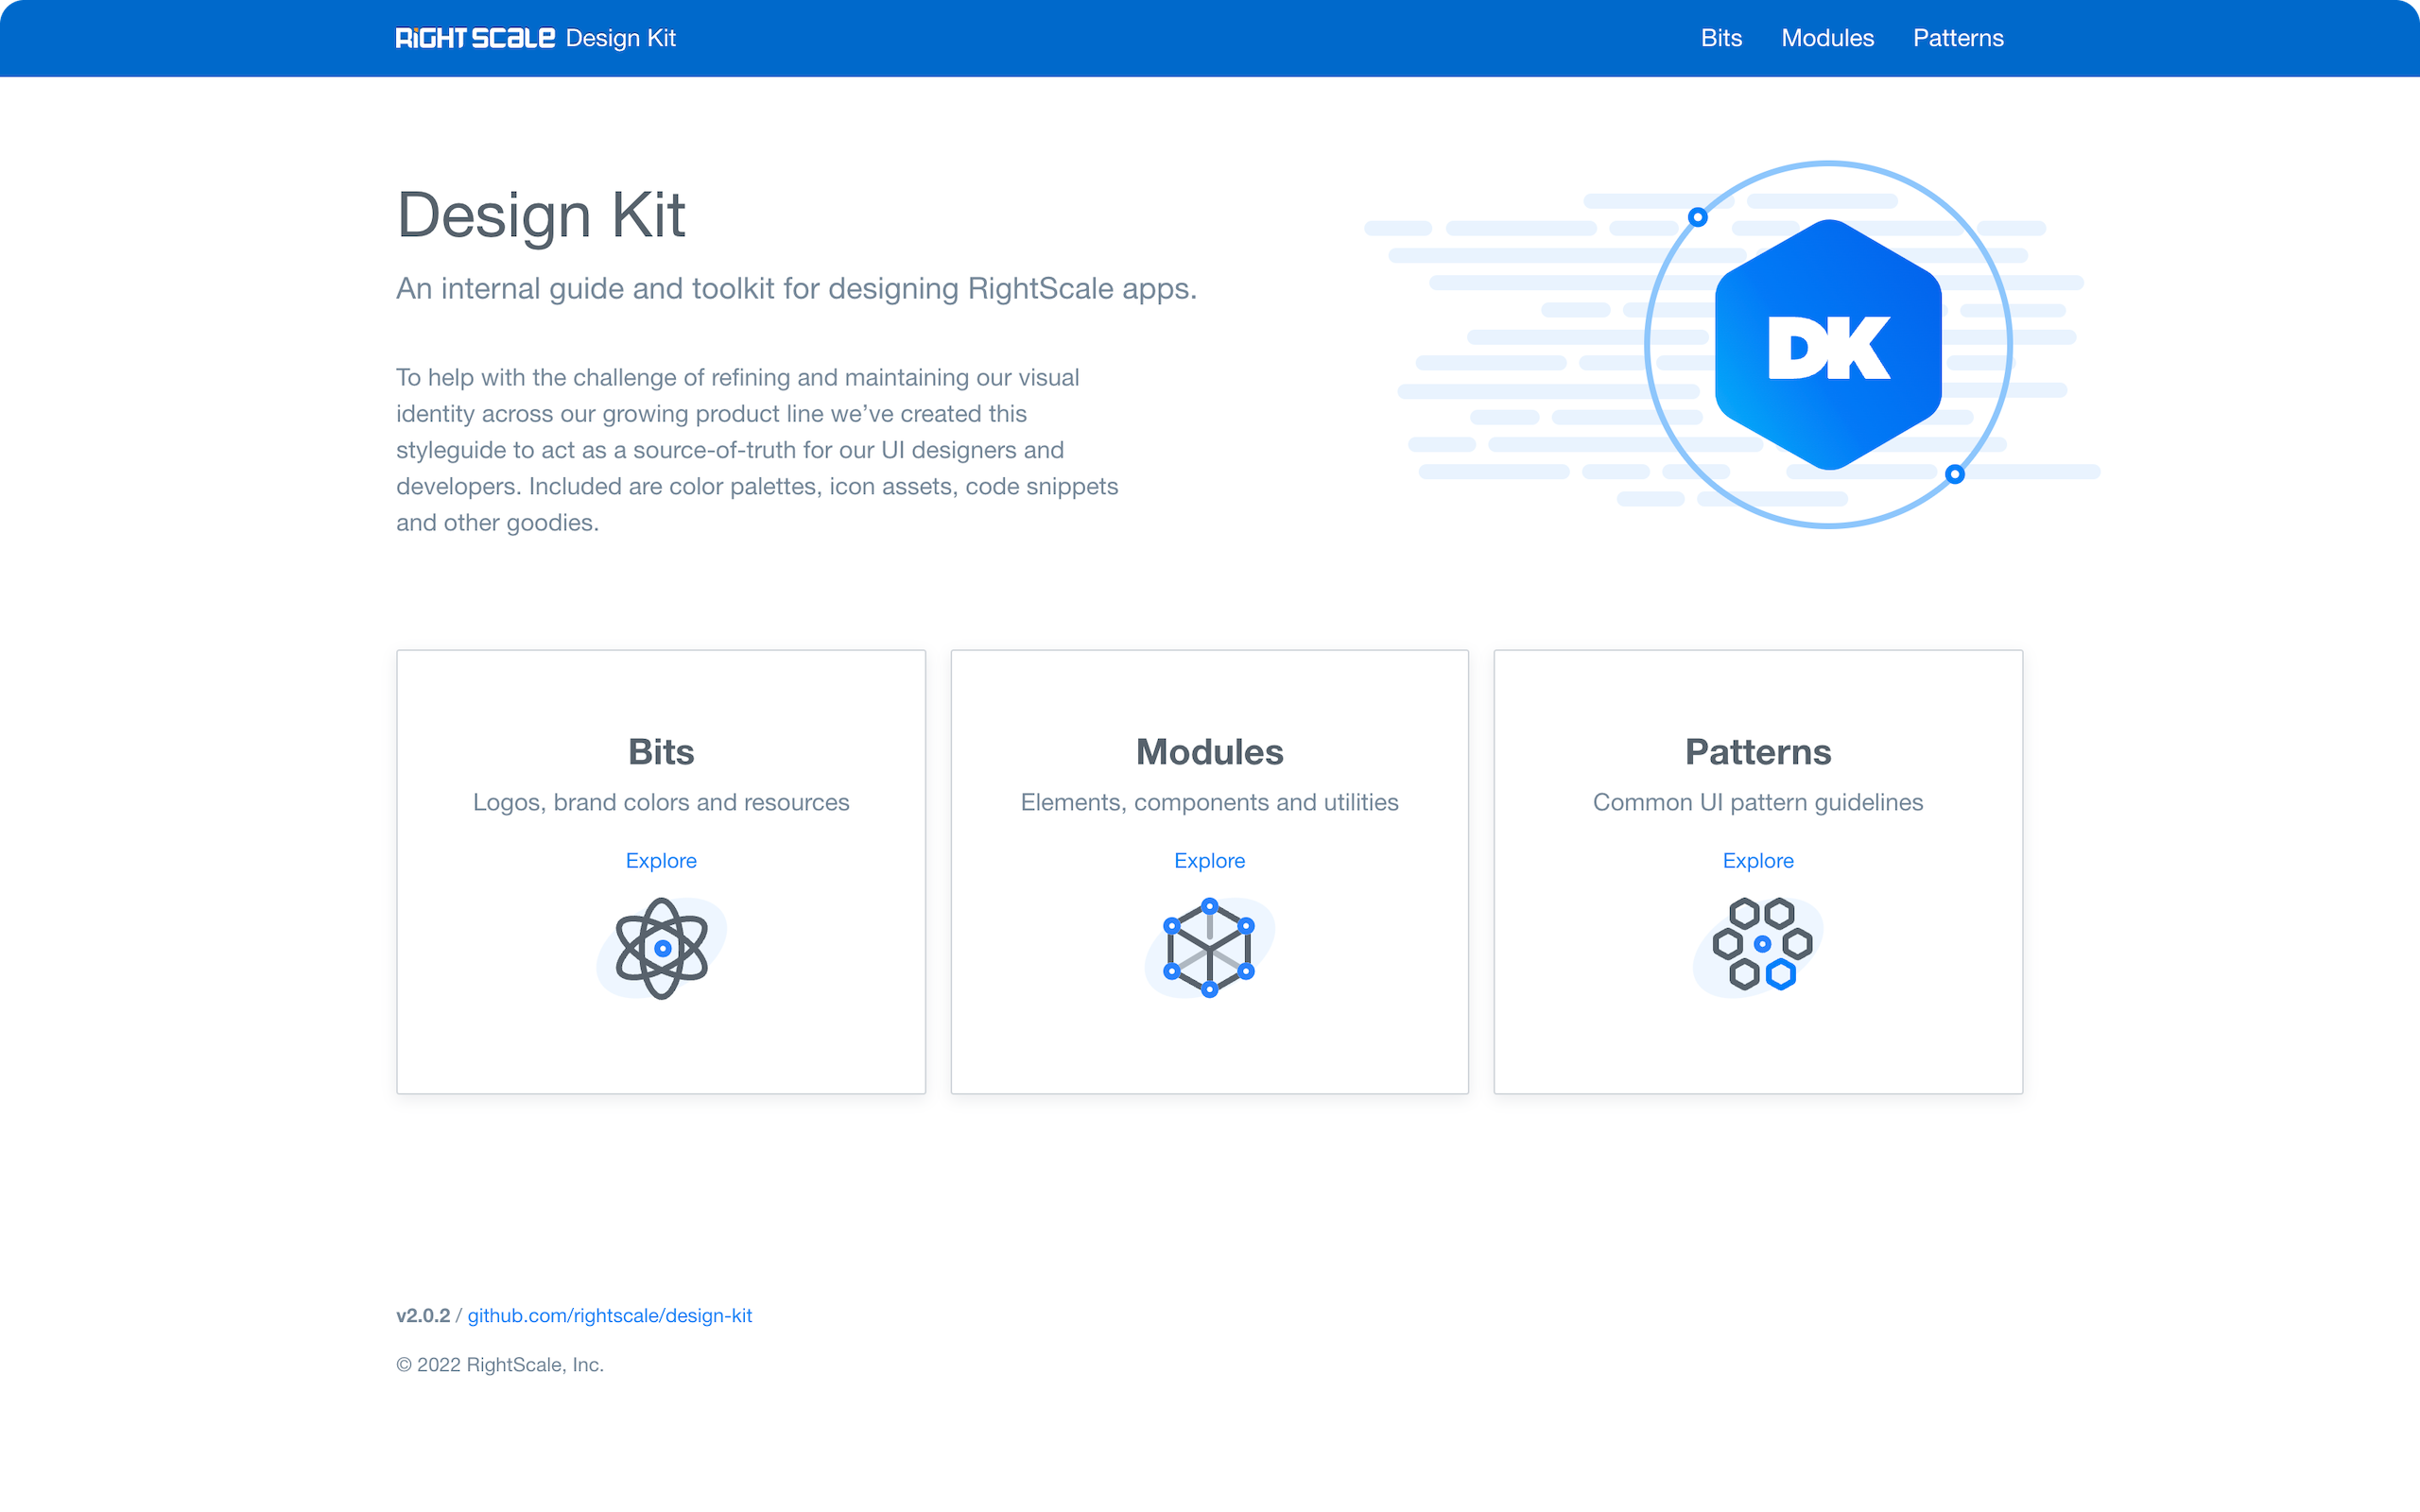 RiGHTSCALE Design Kit
Bits Modules Patterns
Design Kit
An internal guide and toolkit for designing RightScale apps.
To help with the challenge of refining and maintaining our visual
identity across our growing product line we’ve created this
styleguide to act as a source-of-truth for our UI designers and
developers. Included are color palettes, icon assets, code snippets
and other goodies.
DK
Bits
Logos, brand colors and resources
Explore
Modules
Elements, components and utilities
Explore
Patterns
Common UI pattern guidelines
Explore
v2.0.2 / github.com/rightscale/design-kit
© 2022 RightScale, Inc.